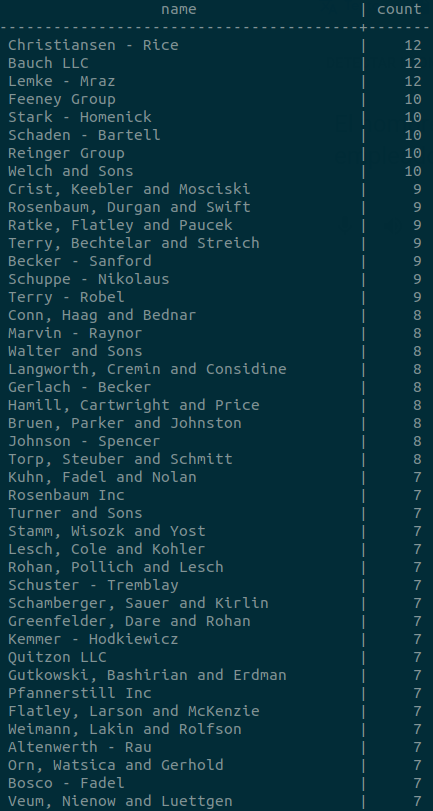 name | count
----------------------------------------+-------
Christiansen - Rice | 12
Bauch LLC | 12
Lemke - Mraz | 12
Feeney Group | 10
Stark - Homenick | 10
Schaden - Bartell | 10
Reinger Group | 10
Welch and Sons | 10
Crist, Keebler and Mosciski | 9
Rosenbaum, Durgan and Swift | 9
Ratke, Flatley and Paucek | 9
Terry, Bechtelar and Streich | 9
Becker - Sanford | 9
Schuppe - Nikolaus | 9
Terry - Robel | 9
Conn, Haag and Bednar | 8
Marvin - Raynor | 8
Walter and Sons | 8
Langworth, Cremin and Considine | 8
Gerlach - Becker | 8
Hamill, Cartwright and Price | 8
Bruen, Parker and Johnston | 8
Johnson - Spencer | 8
Torp, Steuber and Schmitt | 8
Kuhn, Fadel and Nolan | 7
Rosenbaum Inc | 7
Turner and Sons | 7
Stamm, Wisozk and Yost | 7
Lesch, Cole and Kohler | 7
Rohan, Pollich and Lesch | 7
Schuster - Tremblay | 7
Schamberger, Sauer and Kirlin | 7
Greenfelder, Dare and Rohan | 7
Kemmer - Hodkiewicz | 7
Quitzon LLC | 7
Gutkowski, Bashirian and Erdman | 7
Pfannerstill Inc | 7
Flatley, Larson and McKenzie | 7
Weimann, Lakin and Rolfson | 7
Altenwerth - Rau | 7
Orn, Watsica and Gerhold | 7
Bosco - Fadel | 7
Veum, Nienow and Luettgen | 7